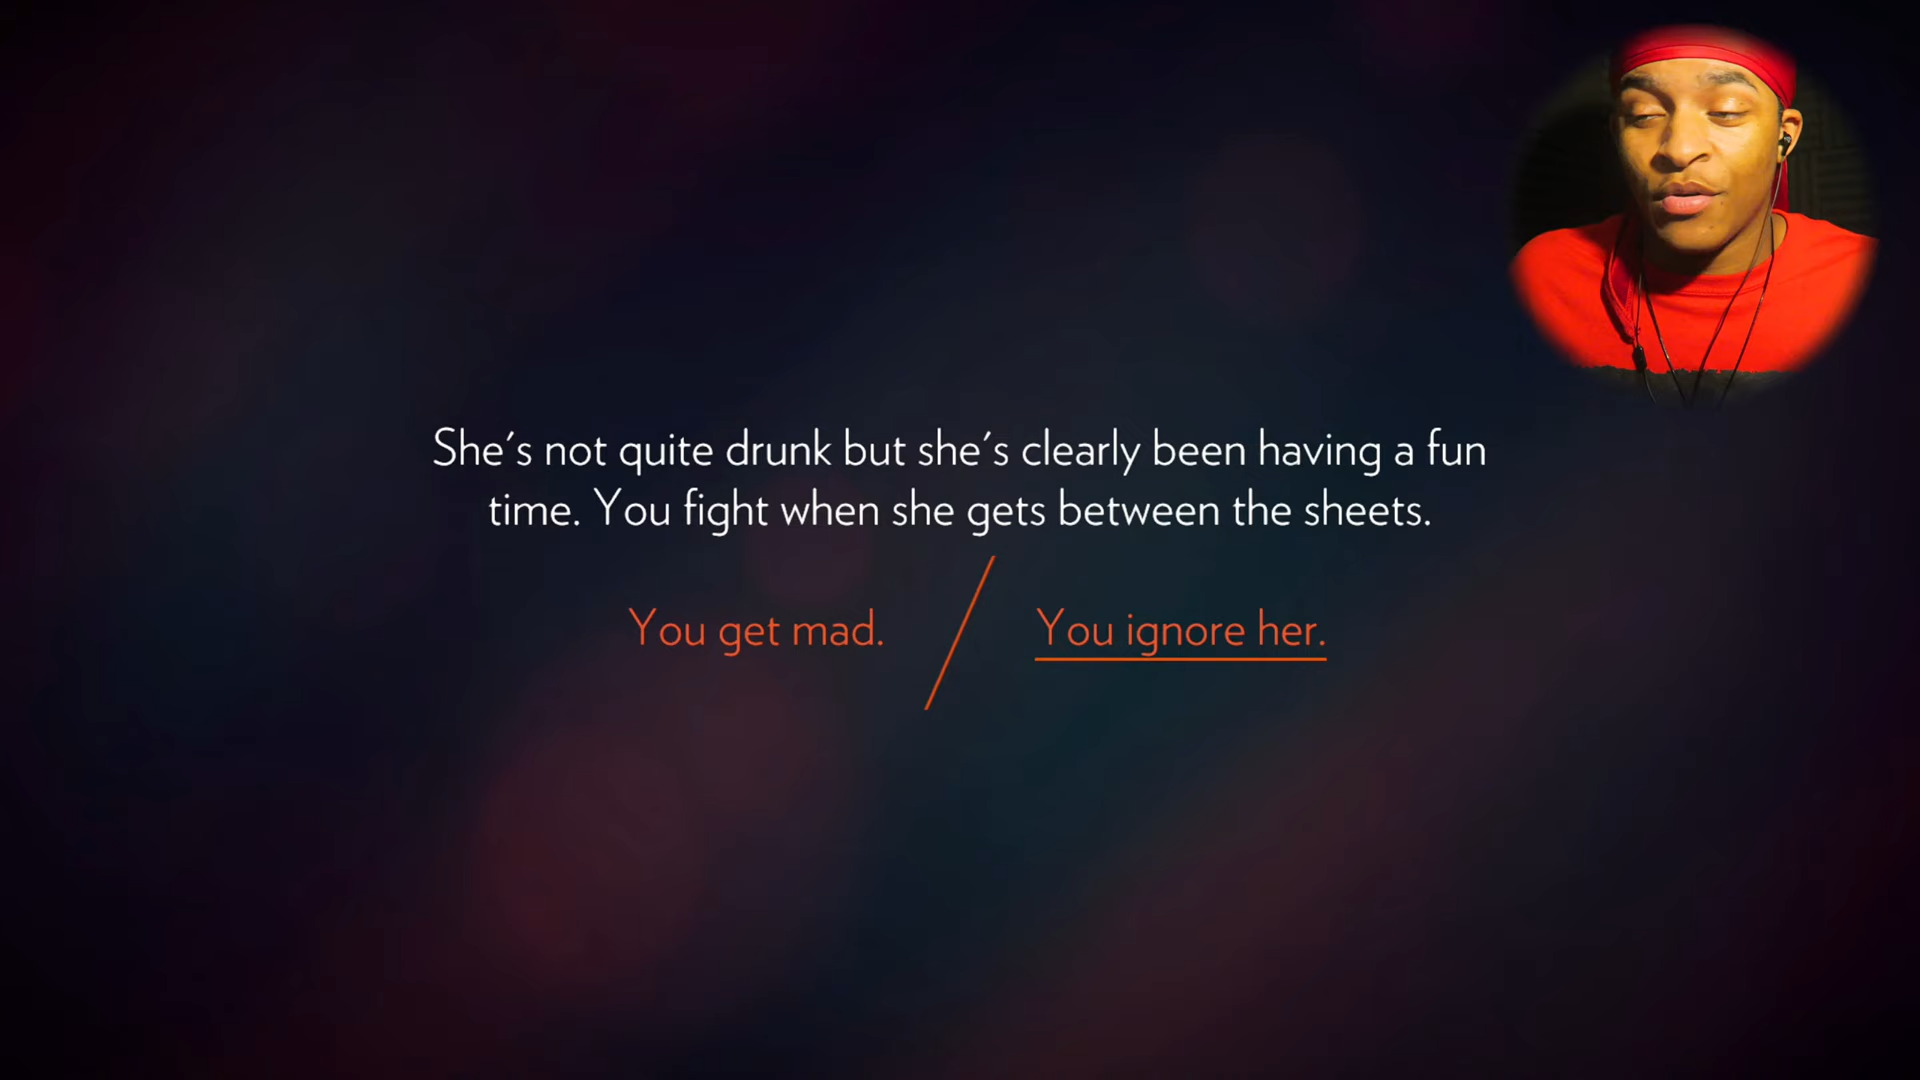 She's not quite drunk but she's clearly been having a fun
time. You fight when she gets between the sheets.
You get mad.
You ignore her.